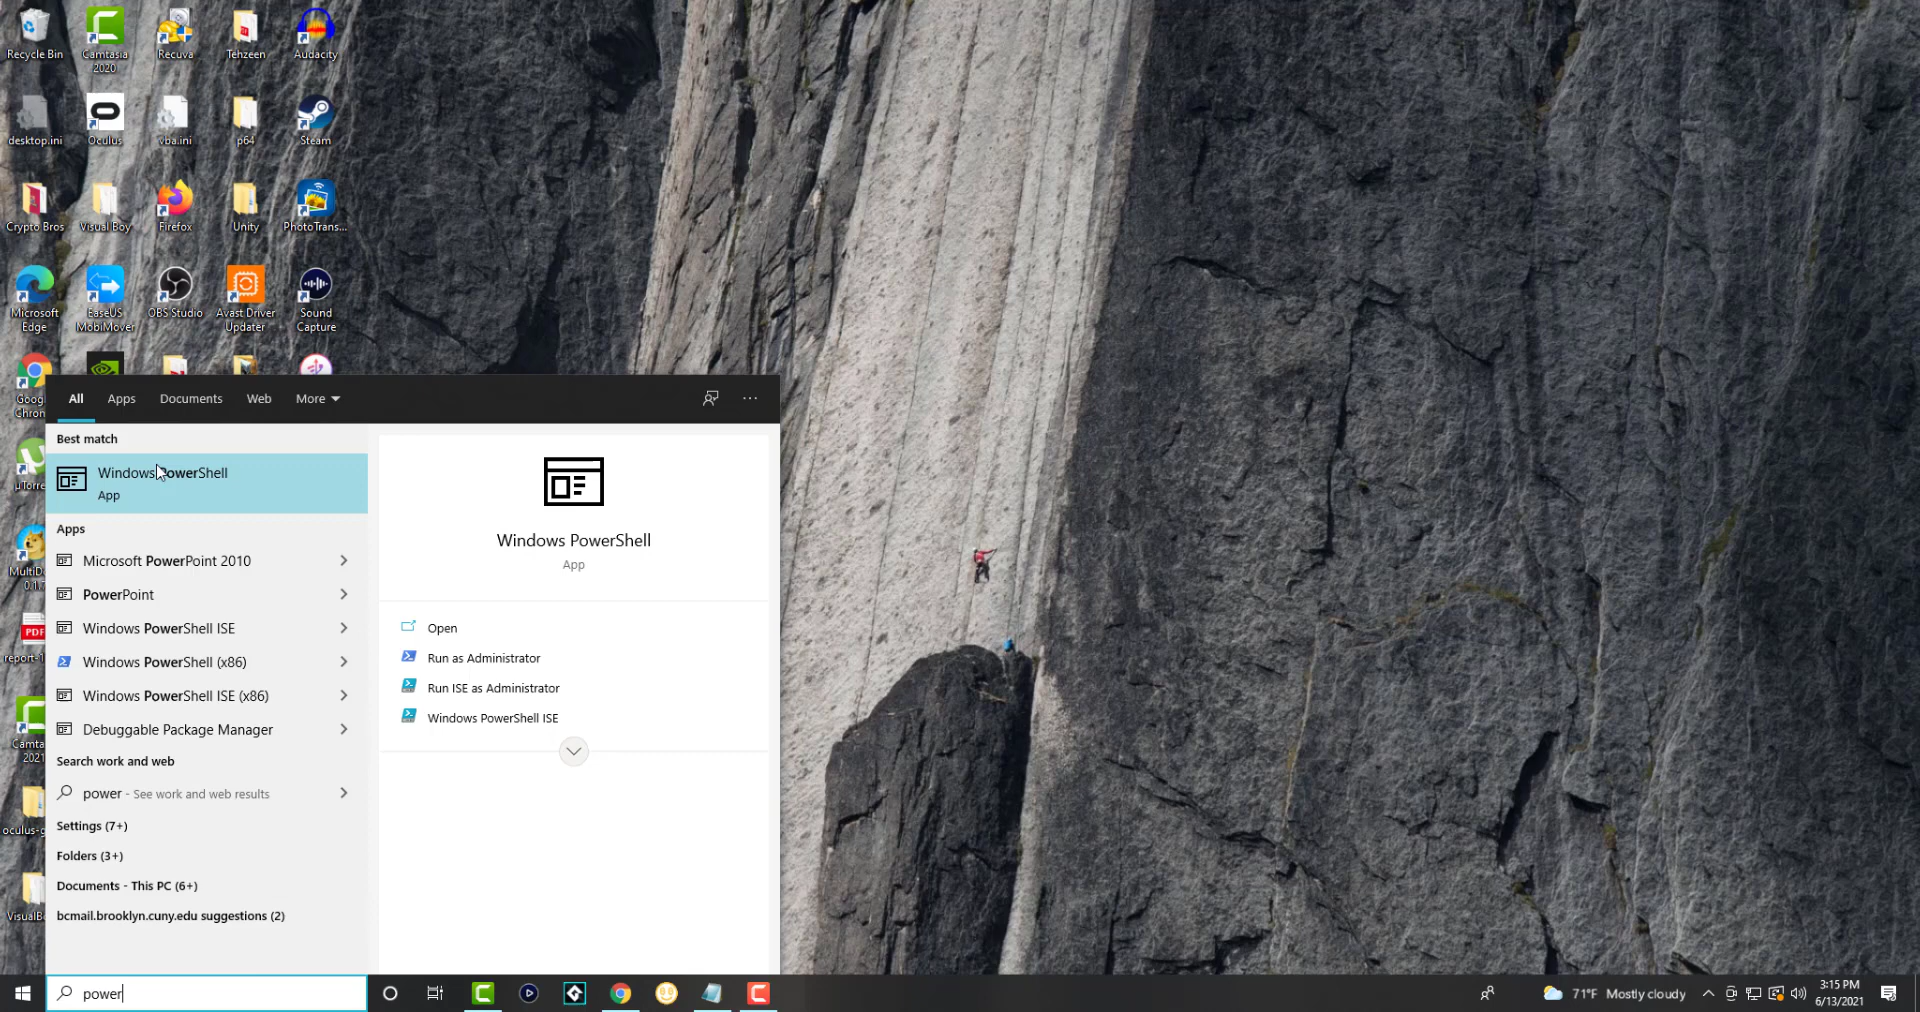 Recycle Bin
Camtasia 2020
Recuva
Tehzeen
Audacity
desktop.ini
Oculus
vba.ini
p64
Steam
Crypto Bros
Visual Boy
Firefox
Unity
PhotoTrans...
Microsoft Edge
EaseUS MobiMover
OBS Studio
Avast Driver Updater
Sound Capture
All
Apps
Documents
Web
More
Best match
Windows PowerShell
App
Apps
Microsoft PowerPoint 2010
PowerPoint
Windows PowerShell ISE
Windows PowerShell (x86)
Windows PowerShell ISE (x86)
Debuggable Package Manager
Search work and web
power - See work and web results
Settings (7+)
Folders (3+)
Documents - This PC (6+)
bcmail.brooklyn.cuny.edu suggestions (2)
Windows PowerShell
App
Open
Run as Administrator
Run ISE as Administrator
Windows PowerShell ISE
PDF
2021
power
71°F Mostly cloudy
3:15 PM
6/13/2021